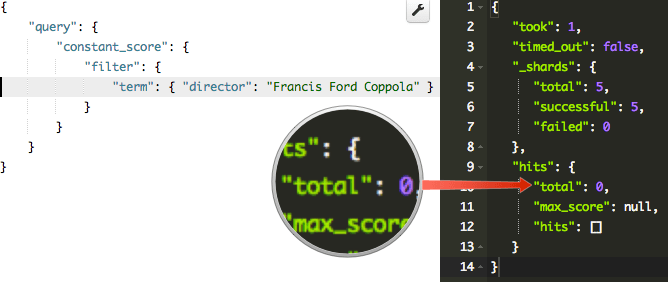 {
"query": {
"constant_score": {
"filter": {
"term": { "director": "Francis Ford Coppola" }
}
}
}
}
ts": {
"total": 0,
"max_score
1 {
2 "took": 1,
3 "timed_out": false,
4 "_shards": {
5 "total": 5,
6 "successful": 5,
7 "failed": 0
8 },
9 "hits": {
10 "total": 0,
11 "max_score": null,
12 "hits": []
13 }
14 }